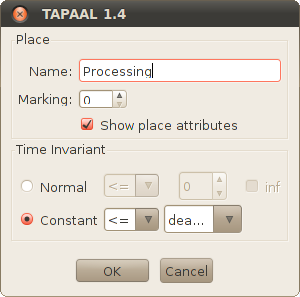 TAPAAL 1.4
Place
Name: Processing
Marking: 0
Show place attributes
Time Invariant
Normal <= 0 inf
Constant <= dea...
OK Cancel